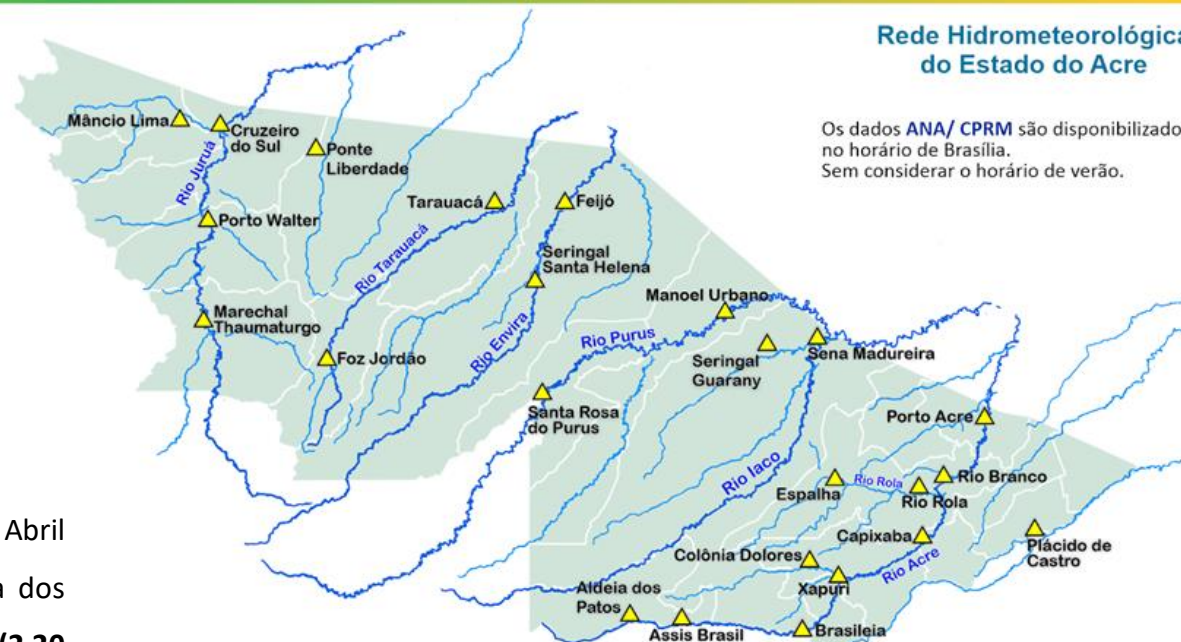 Rede Hidrometeorológica
do Estado do Acre
Os dados ANA/ CPRM são disponibilizado
no horário de Brasília.
Sem considerar o horário de verão.
Mâncio Lima
Cruzeiro
do Sul
Ponte
Liberdade
Rio Juruá
Porto Walter
Tarauacá
Feijó
Rio Tarauacá
Seringal
Santa Helena
Marechal
Thaumaturgo
Foz Jordão
Rio Envira
Manoel Urbano
Rio Purus
Seringal
Guarany
Sena Madureira
Santa Rosa
do Purus
Porto Acre
Rio Iaco
Espalha
Rio Rola
Rio Rola
Rio Branco
Capixaba
Plácido de
Castro
Colônia Dolores
Rio Acre
Xapuri
Aldeia dos
Patos
Assis Brasil
Brasileia
Abril
a dos
(2.20